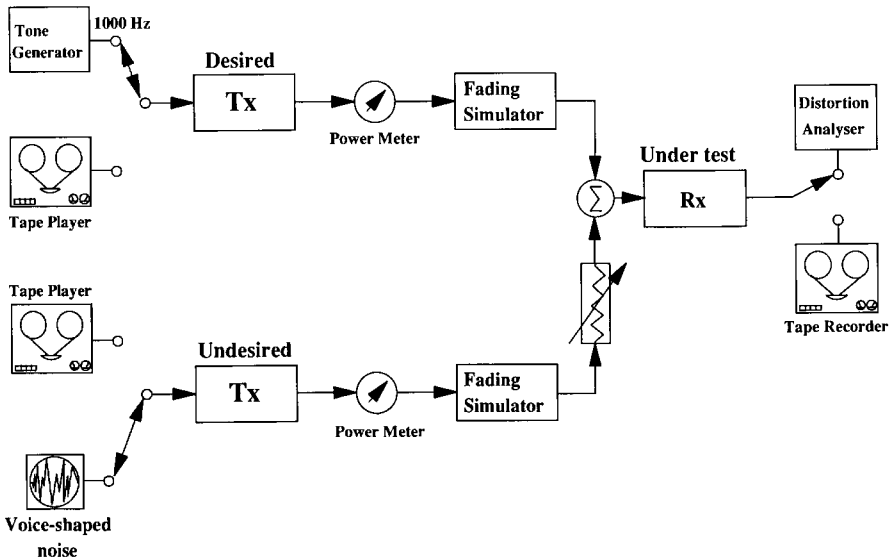 Tone
Generator
1000 Hz
Desired
Tx
Power Meter
Fading
Simulator
Distortion
Analyser
Tape Player
Under test
Σ
Rx
Tape Player
Tape Recorder
Undesired
Tx
Power Meter
Fading
Simulator
Voice-shaped
noise